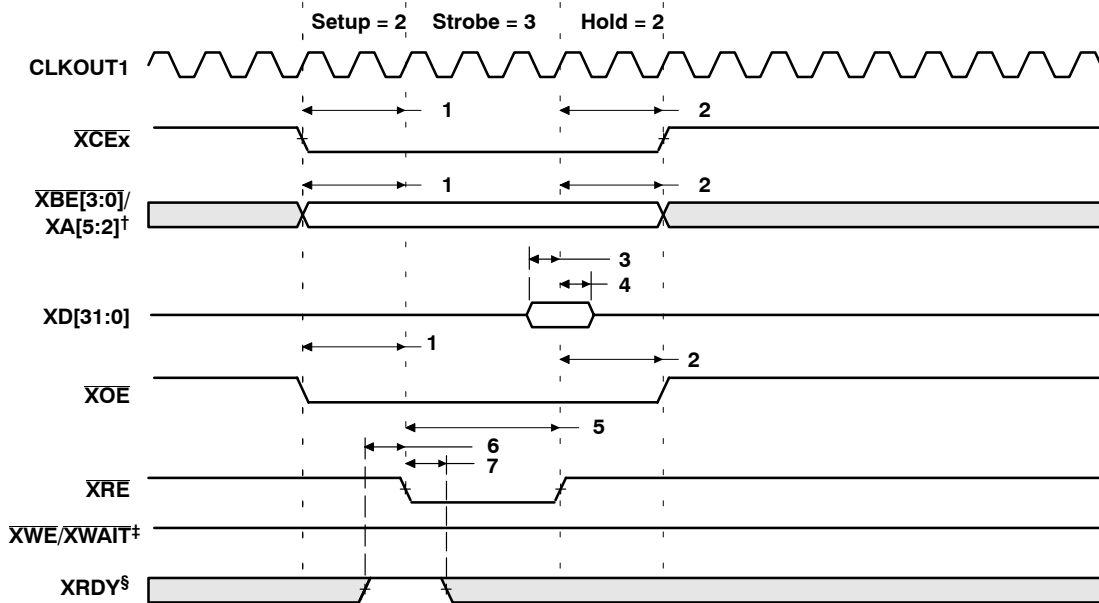 Setup = 2 Strobe = 3 Hold = 2
CLKOUT1
1 2
XCEx
1 2
XBE[3:0]/
XA[5:2]†
3
4
XD[31:0]
1
2
XOE
5
6
7
XRE
XWE/XWAIT‡
XRDY§